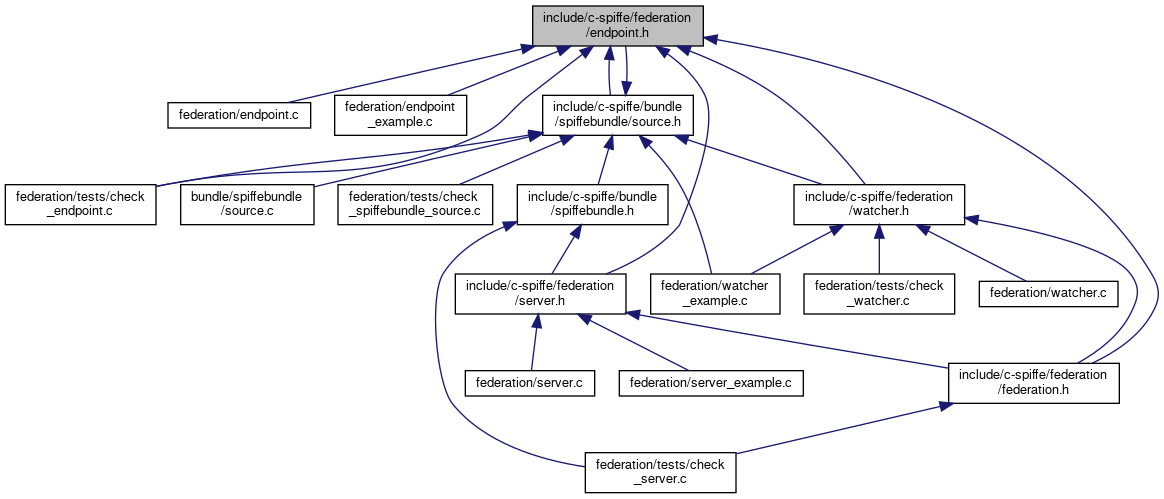 include/c-spiffe/federation
/endpoint.h
federation/endpoint.c
federation/endpoint
_example.c
include/c-spiffe/bundle
/spiffebundle/source.h
federation/tests/check
_endpoint.c
bundle/spiffebundle
/source.c
federation/tests/check
_spiffebundle_source.c
include/c-spiffe/bundle
/spiffebundle.h
include/c-spiffe/federation
/watcher.h
include/c-spiffe/federation
/server.h
federation/watcher
_example.c
federation/tests/check
_watcher.c
federation/watcher.c
federation/server.c
federation/server_example.c
include/c-spiffe/federation
/federation.h
federation/tests/check
_server.c